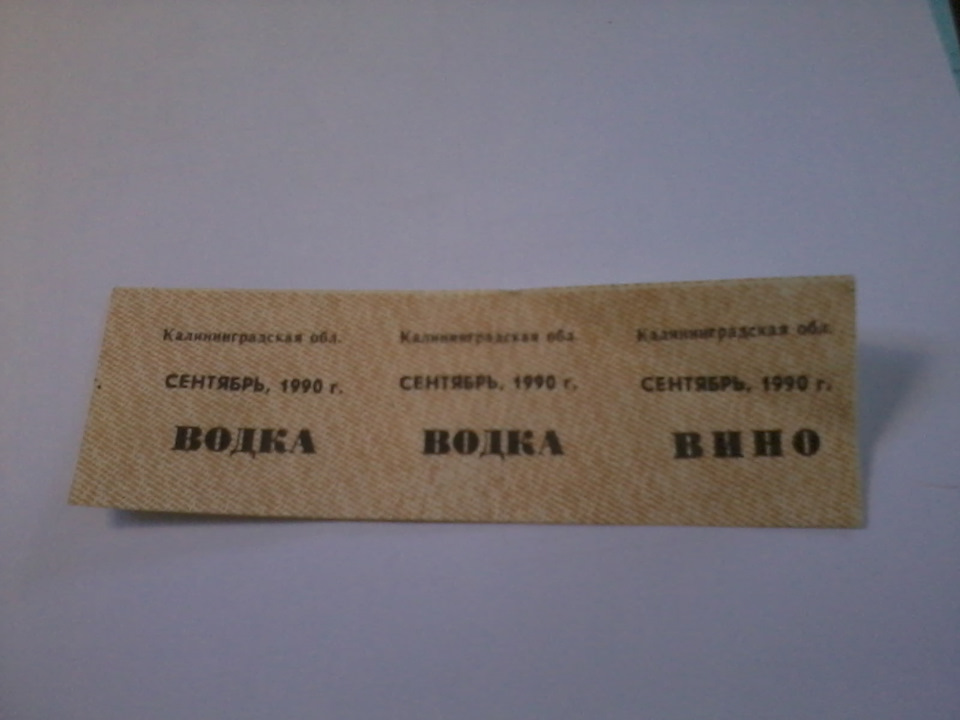 Калининградская обл.
СЕНТЯБРЬ, 1990 г.
ВОДКА
Калининградская обл.
СЕНТЯБРЬ, 1990 г.
ВОДКА
Калининградская обл.
СЕНТЯБРЬ, 1990 г.
ВИНО